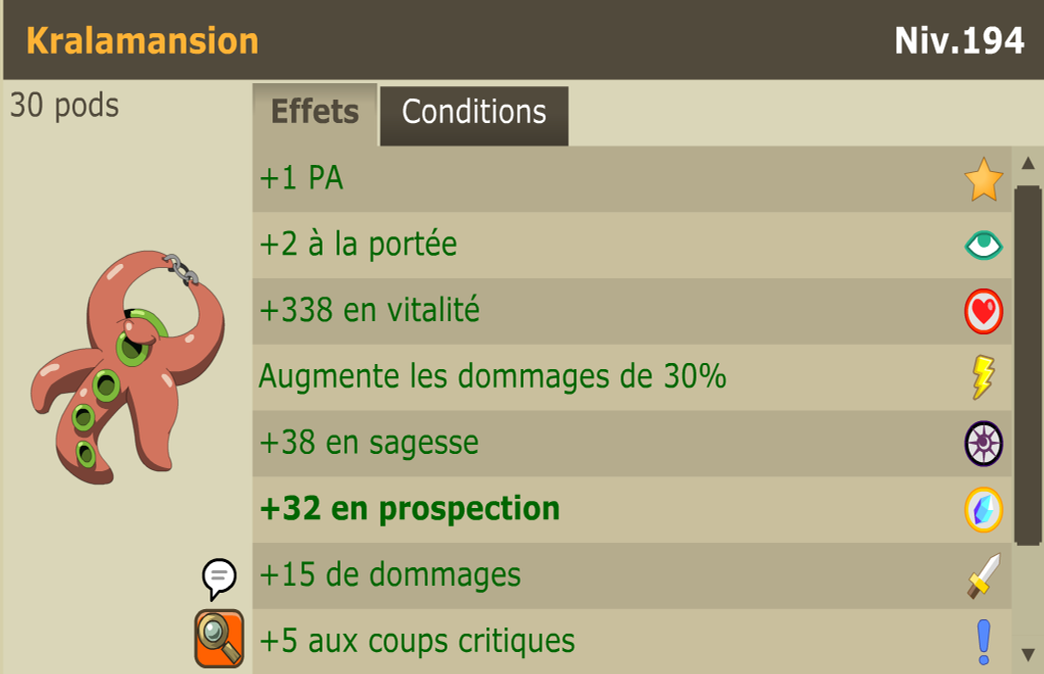 Kralamansion
Niv.194
30 pods
Effets
Conditions
+1 PA
+2 à la portée
+338 en vitalité
Augmente les dommages de 30%
+38 en sagesse
+32 en prospection
+15 de dommages
+5 aux coups critiques